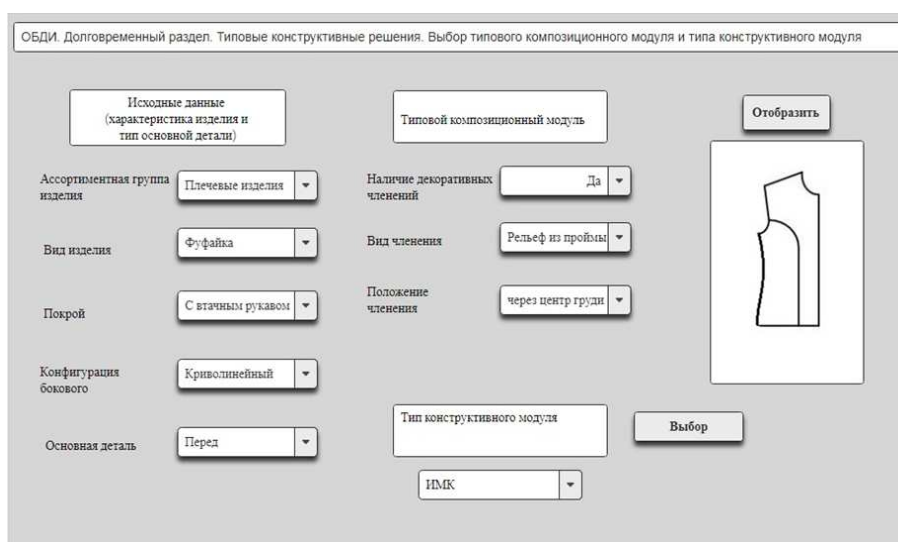 ОБДИ. Долговременный раздел. Типовые конструктивные решения. Выбор типового композиционного модуля и типа конструктивного модуля
Исходные данные
(характеристика изделия и
тип основной детали)
Типовой композиционный модуль
Отобразить
Ассортиментная группа
изделия
Плечевые изделия
Наличие декоративных
членений
Да
Вид изделия
Фуфайка
Вид членения
Рельеф из проймы
Покрой
С втачным рукавом
Положение
членения
через центр груди
Конфигурация
бокового
Криволинейный
Основная деталь
Перед
Тип конструктивного модуля
Выбор
ИМК